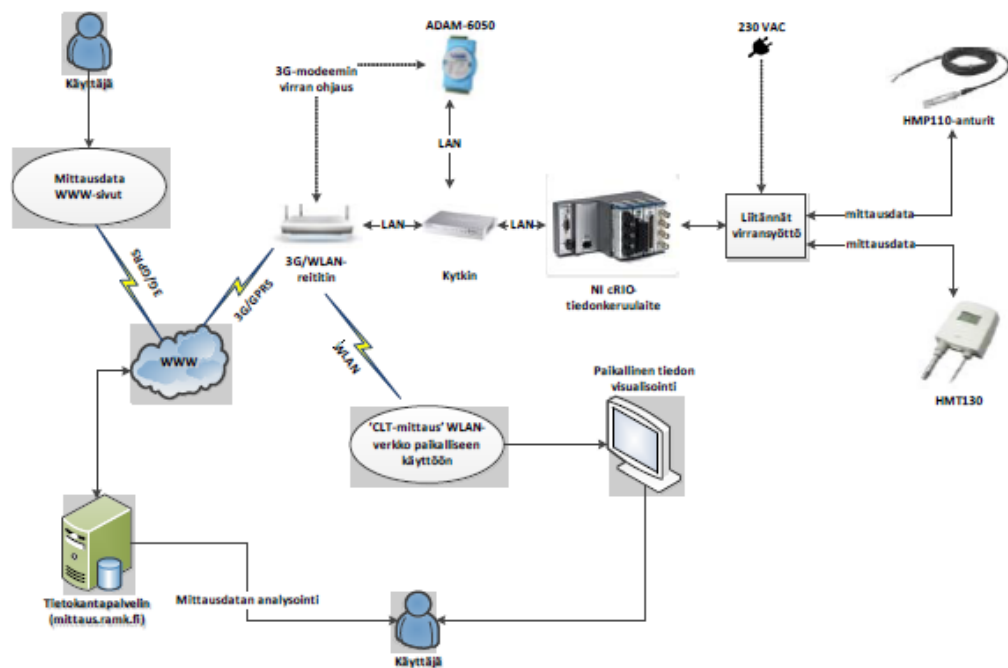 ADAM-6050
230 VAC
Käyttäjä
3G-modeemin
virran ohjaus
HMP110-anturit
LAN
Mittausdata
WWW-sivut
Liitännät
virransyöttö
mittausdata
mittausdata
LAN
LAN
3G/WLAN-
reititin
Kytkin
NI cRIO-
tiedonkeruulaite
3G/GPRS
3G/GPRS
WWW
WLAN
Paikallinen tiedon
visualisointi
HMT130
'CLT-mittaus' WLAN-
verkko paikalliseen
käyttöön
Tietokantapalvelin
(mittaus.ramk.fi)
Mittausdatan analysointi
Käyttäjä